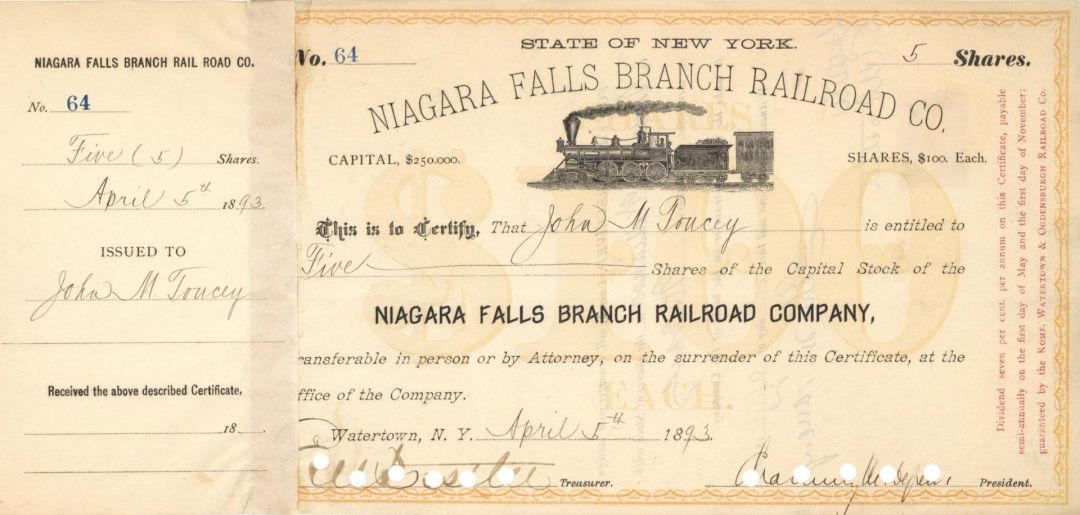 NIAGARA FALLS BRANCH RAIL ROAD CO.
No. 64
Five (5) Shares.
April 5th 1893
ISSUED TO
John M Toucey
Received the above described Certificate,
18
STATE OF NEW YORK.
No. 64
5 Shares.
NIAGARA FALLS BRANCH RAILROAD CO.
CAPITAL, $250.000.
SHARES, $100. Each.
This is to Certify, That John M Toucey is entitled to
Five Shares of the Capital Stock of the
NIAGARA FALLS BRANCH RAILROAD COMPANY,
ransferable in person or by Attorney, on the surrender of this Certificate, at the
ffice of the Company.
Watertown, N. Y. April 5th 1893.
Treasurer.
President.
SHARES
$100
EACH.
Dividend seven per cent. per annum on this Certificate, payable
semi-annually on the first day of May and the first day of November;
guaranteed by the ROME, WATERTOWN & OGDENSBURGH RAILROAD CO.